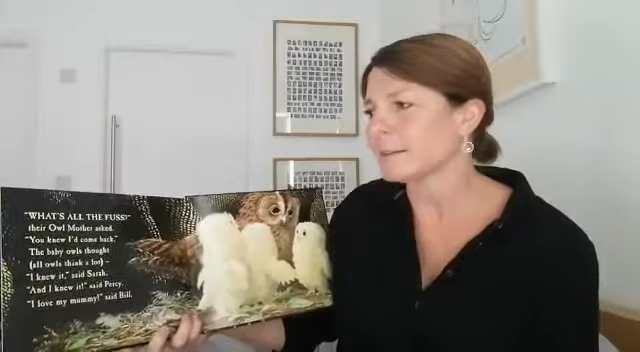 "WHAT'S ALL THE FUSS?"
their Owl Mother asked.
"You knew I'd come back."
The baby owls thought
(all owls think a lot) –
"I knew it," said Sarah.
"And I knew it!" said Percy.
"I love my mummy!" said Bill.